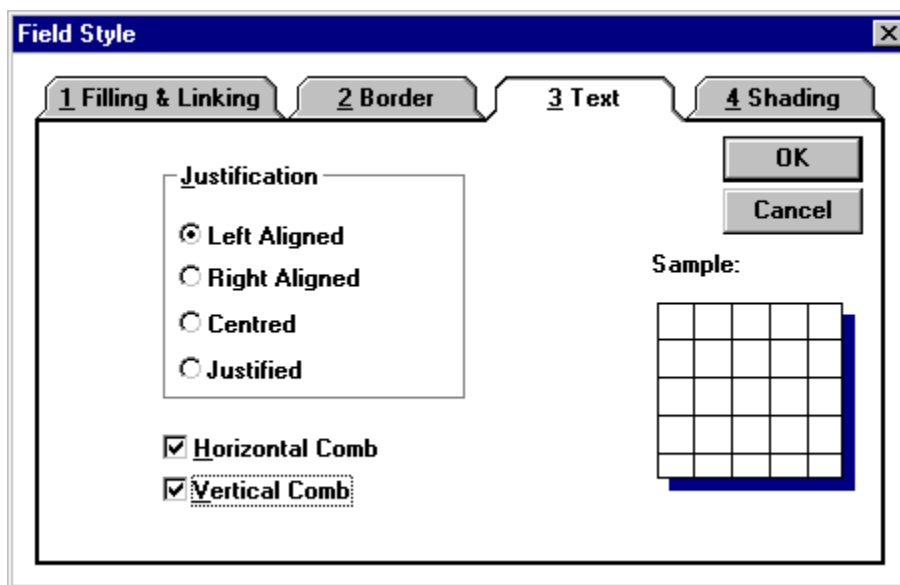 Field Style
1 Filling & Linking 2 Border 3 Text 4 Shading
OK
Justification
Cancel
Left Aligned
Sample:
Right Aligned
Centred
Justified
Horizontal Comb
Vertical Comb